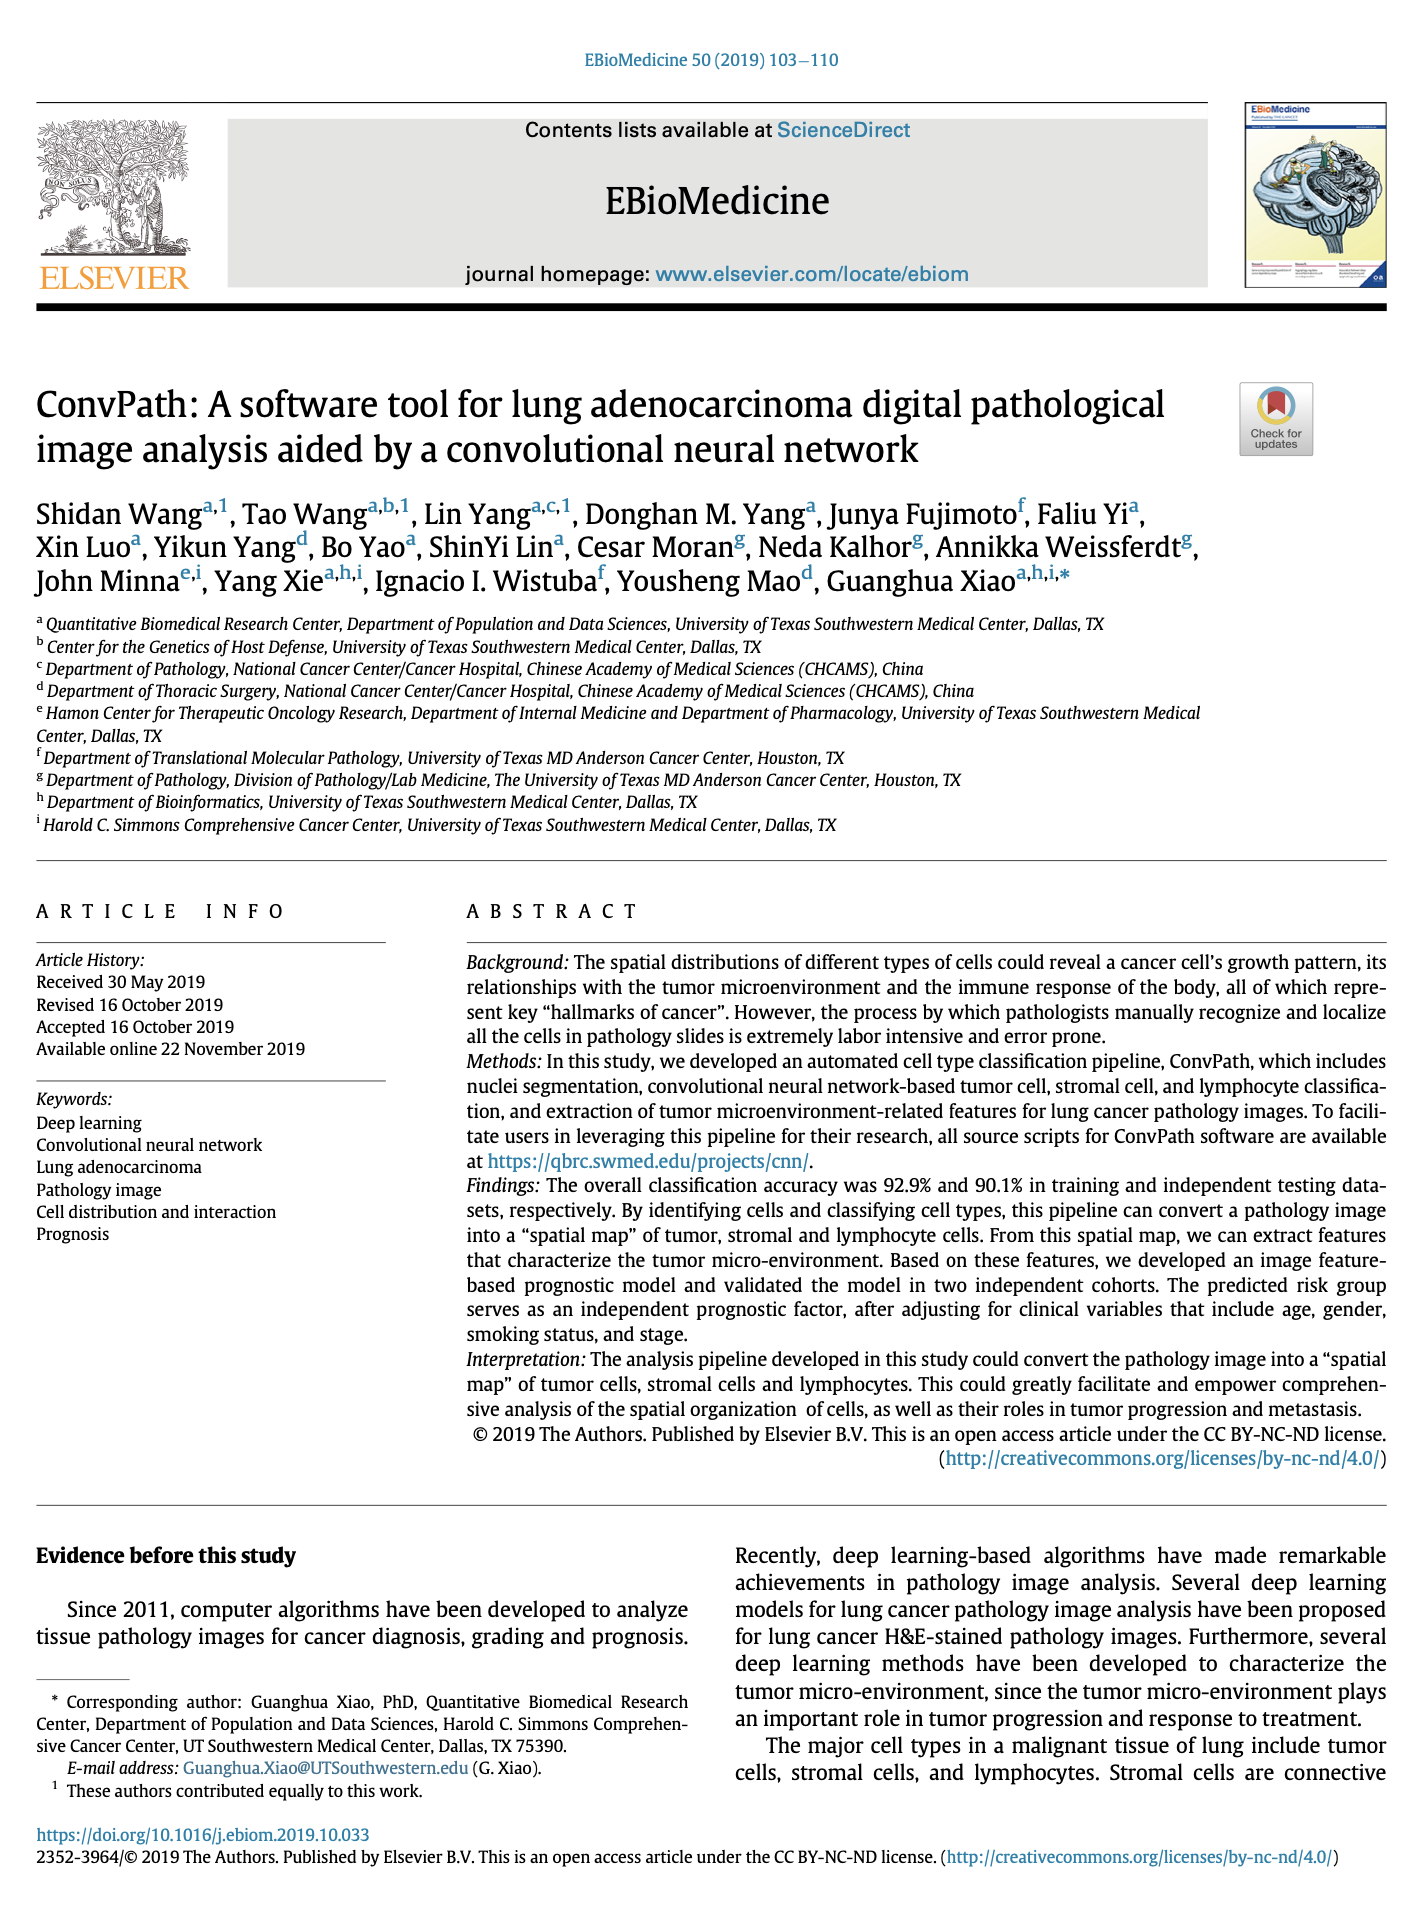 EBioMedicine 50 (2019) 103–110
NON SOLUS
ELSEVIER
Contents lists available at ScienceDirect
EBioMedicine
journal homepage: www.elsevier.com/locate/ebiom
EBioMedicine
ConvPath: A software tool for lung adenocarcinoma digital pathological
image analysis aided by a convolutional neural network
Check for
updates
Shidan Wang a,1, Tao Wang a,b,1, Lin Yang a,c,1, Donghan M. Yang a, Junya Fujimoto f, Faliu Yi a,
Xin Luo a, Yikun Yang d, Bo Yao a, ShinYi Lin a, Cesar Moran g, Neda Kalhor g, Annikka Weissferdt g,
John Minna e,i, Yang Xie a,h,i, Ignacio I. Wistuba f, Yousheng Mao d, Guanghua Xiao a,h,i,*
a Quantitative Biomedical Research Center, Department of Population and Data Sciences, University of Texas Southwestern Medical Center, Dallas, TX
b Center for the Genetics of Host Defense, University of Texas Southwestern Medical Center, Dallas, TX
c Department of Pathology, National Cancer Center/Cancer Hospital, Chinese Academy of Medical Sciences (CHCAMS), China
d Department of Thoracic Surgery, National Cancer Center/Cancer Hospital, Chinese Academy of Medical Sciences (CHCAMS), China
e Hamon Center for Therapeutic Oncology Research, Department of Internal Medicine and Department of Pharmacology, University of Texas Southwestern Medical
Center, Dallas, TX
f Department of Translational Molecular Pathology, University of Texas MD Anderson Cancer Center, Houston, TX
g Department of Pathology, Division of Pathology/Lab Medicine, The University of Texas MD Anderson Cancer Center, Houston, TX
h Department of Bioinformatics, University of Texas Southwestern Medical Center, Dallas, TX
i Harold C. Simmons Comprehensive Cancer Center, University of Texas Southwestern Medical Center, Dallas, TX
ARTICLE INFO
Article History:
Received 30 May 2019
Revised 16 October 2019
Accepted 16 October 2019
Available online 22 November 2019
Keywords:
Deep learning
Convolutional neural network
Lung adenocarcinoma
Pathology image
Cell distribution and interaction
Prognosis
ABSTRACT
Background: The spatial distributions of different types of cells could reveal a cancer cell's growth pattern, its
relationships with the tumor microenvironment and the immune response of the body, all of which repre-
sent key "hallmarks of cancer". However, the process by which pathologists manually recognize and localize
all the cells in pathology slides is extremely labor intensive and error prone.
Methods: In this study, we developed an automated cell type classification pipeline, ConvPath, which includes
nuclei segmentation, convolutional neural network-based tumor cell, stromal cell, and lymphocyte classifica-
tion, and extraction of tumor microenvironment-related features for lung cancer pathology images. To facili-
tate users in leveraging this pipeline for their research, all source scripts for ConvPath software are available
at https://qbrc.swmed.edu/projects/cnn/.
Findings: The overall classification accuracy was 92.9% and 90.1% in training and independent testing data-
sets, respectively. By identifying cells and classifying cell types, this pipeline can convert a pathology image
into a "spatial map" of tumor, stromal and lymphocyte cells. From this spatial map, we can extract features
that characterize the tumor micro-environment. Based on these features, we developed an image feature-
based prognostic model and validated the model in two independent cohorts. The predicted risk group
serves as an independent prognostic factor, after adjusting for clinical variables that include age, gender,
smoking status, and stage.
Interpretation: The analysis pipeline developed in this study could convert the pathology image into a "spatial
map" of tumor cells, stromal cells and lymphocytes. This could greatly facilitate and empower comprehen-
sive analysis of the spatial organization of cells, as well as their roles in tumor progression and metastasis.
© 2019 The Authors. Published by Elsevier B.V. This is an open access article under the CC BY-NC-ND license.
(http://creativecommons.org/licenses/by-nc-nd/4.0/)
Evidence before this study
Since 2011, computer algorithms have been developed to analyze
tissue pathology images for cancer diagnosis, grading and prognosis.
* Corresponding author: Guanghua Xiao, PhD, Quantitative Biomedical Research
Center, Department of Population and Data Sciences, Harold C. Simmons Comprehen-
sive Cancer Center, UT Southwestern Medical Center, Dallas, TX 75390.
E-mail address: Guanghua.Xiao@UTSouthwestern.edu (G. Xiao).
1 These authors contributed equally to this work.
Recently, deep learning-based algorithms have made remarkable
achievements in pathology image analysis. Several deep learning
models for lung cancer pathology image analysis have been proposed
for lung cancer H&E-stained pathology images. Furthermore, several
deep learning methods have been developed to characterize the
tumor micro-environment, since the tumor micro-environment plays
an important role in tumor progression and response to treatment.
The major cell types in a malignant tissue of lung include tumor
cells, stromal cells, and lymphocytes. Stromal cells are connective
https://doi.org/10.1016/j.ebiom.2019.10.033
2352-3964/© 2019 The Authors. Published by Elsevier B.V. This is an open access article under the CC BY-NC-ND license. (http://creativecommons.org/licenses/by-nc-nd/4.0/)